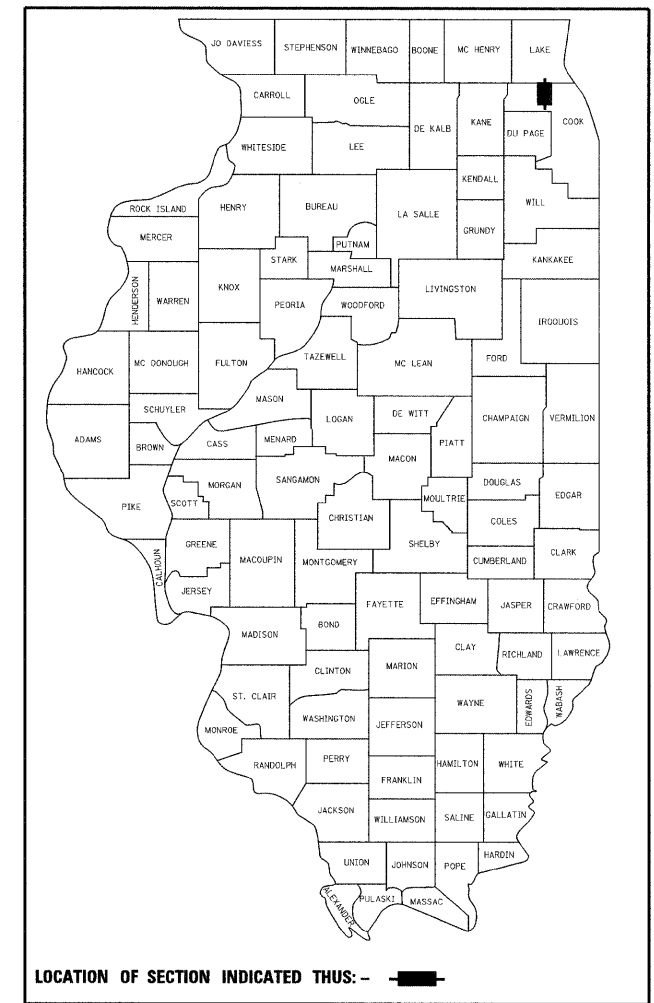 JO DAVIESS
STEPHENSON
WINNEBAGO
BOONE
MC HENRY
LAKE
CARROLL
OGLE
DE KALB
KANE
COOK
DU PAGE
WHITESIDE
LEE
KENDALL
WILL
ROCK ISLAND
HENRY
BUREAU
LA SALLE
GRUNDY
MERCER
PUTNAM
STARK
MARSHALL
KANKAKEE
HENDERSON
WARREN
KNOX
PEORIA
WOODFORD
LIVINGSTON
IROQUOIS
HANCOCK
MC DONOUGH
FULTON
TAZEWELL
MC LEAN
FORD
SCHUYLER
MASON
LOGAN
DE WITT
CHAMPAIGN
VERMILION
ADAMS
BROWN
CASS
MENARD
MACON
PIATT
MORGAN
SANGAMON
DOUGLAS
EDGAR
PIKE
SCOTT
CHRISTIAN
MOULTRIE
COLES
CALHOUN
GREENE
MACOUPIN
MONTGOMERY
SHELBY
CUMBERLAND
CLARK
JERSEY
FAYETTE
EFFINGHAM
JASPER
CRAWFORD
MADISON
BOND
CLAY
RICHLAND
LAWRENCE
CLINTON
MARION
ST. CLAIR
WAYNE
EDWARDS
WABASH
MONROE
WASHINGTON
JEFFERSON
RANDOLPH
PERRY
HAMILTON
WHITE
FRANKLIN
JACKSON
WILLIAMSON
SALINE
GALLATIN
UNION
JOHNSON
POPE
HARDIN
ALEXANDER
PULASKI
MASSAC
LOCATION OF SECTION INDICATED THUS: -